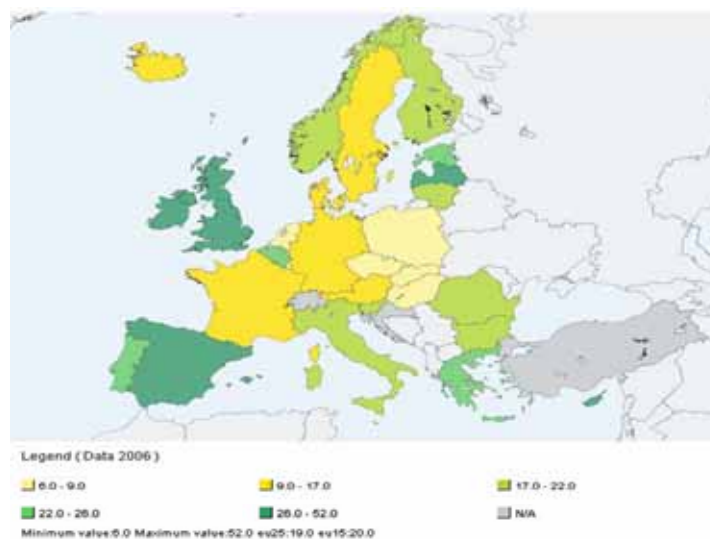 Legend ( Data 2006 )
6.0 - 9.0 9.0 - 17.0 17.0 - 22.0
22.0 - 26.0 26.0 - 52.0 N/A
Minimum value:6.0 Maximum value:52.0 eu25:19.0 eu15:20.0